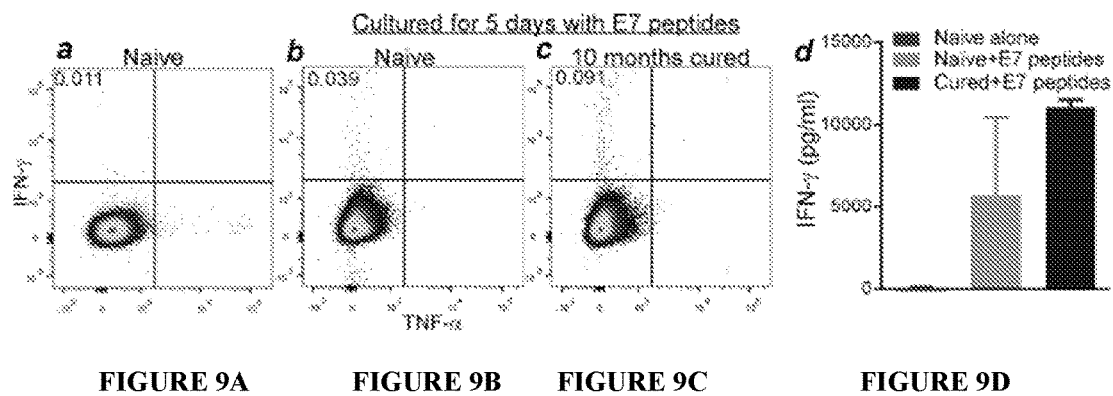 Cultured for 5 days with E7 peptides
a Naive
b Naive
c 10 months cured
d
0.011
0.039
0.091
IFN-γ
TNF-α
IFN-γ (pg/ml)
15000
10000
5000
0
Naive alone
Naive+E7 peptides
Cured+E7 peptides
FIGURE 9A FIGURE 9B FIGURE 9C FIGURE 9D